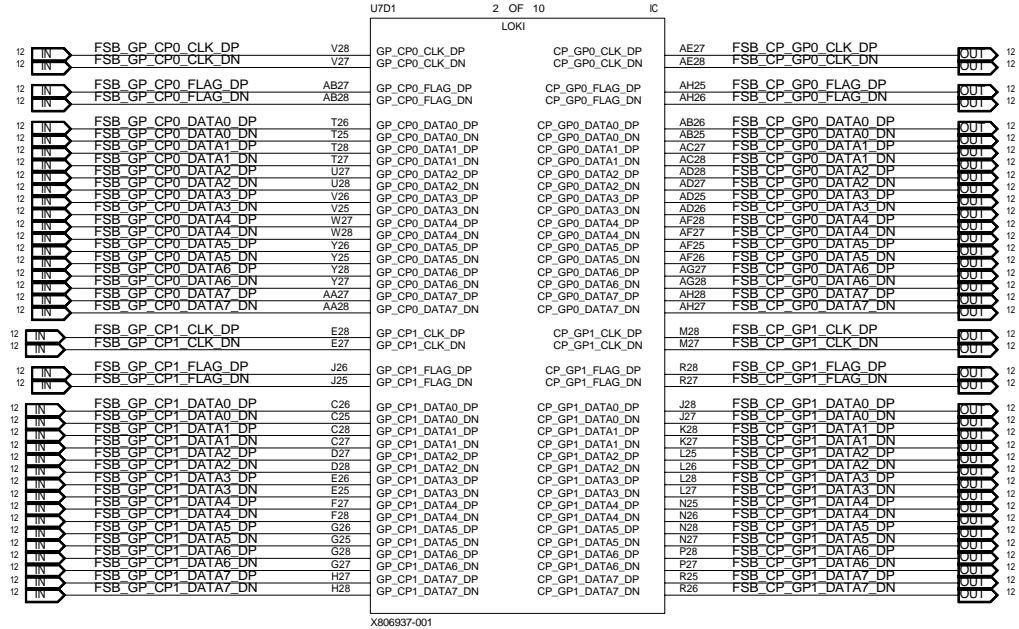 U7D1 2 OF 10 IC
LOKI
12 IN FSB_GP_CP0_CLK_DP V28 GP_CP0_CLK_DP CP_GP0_CLK_DP AE27 FSB_CP_GP0_CLK_DP OUT 12
12 IN FSB_GP_CP0_CLK_DN V27 GP_CP0_CLK_DN CP_GP0_CLK_DN AE28 FSB_CP_GP0_CLK_DN OUT 12
12 IN FSB_GP_CP0_FLAG_DP AB27 GP_CP0_FLAG_DP CP_GP0_FLAG_DP AH25 FSB_CP_GP0_FLAG_DP OUT 12
12 IN FSB_GP_CP0_FLAG_DN AB28 GP_CP0_FLAG_DN CP_GP0_FLAG_DN AH26 FSB_CP_GP0_FLAG_DN OUT 12
12 IN FSB_GP_CP0_DATA0_DP T26 GP_CP0_DATA0_DP CP_GP0_DATA0_DP AB26 FSB_CP_GP0_DATA0_DP OUT 12
12 IN FSB_GP_CP0_DATA0_DN T25 GP_CP0_DATA0_DN CP_GP0_DATA0_DN AB25 FSB_CP_GP0_DATA0_DN OUT 12
12 IN FSB_GP_CP0_DATA1_DP T28 GP_CP0_DATA1_DP CP_GP0_DATA1_DP AC27 FSB_CP_GP0_DATA1_DP OUT 12
12 IN FSB_GP_CP0_DATA1_DN T27 GP_CP0_DATA1_DN CP_GP0_DATA1_DN AC28 FSB_CP_GP0_DATA1_DN OUT 12
12 IN FSB_GP_CP0_DATA2_DP U27 GP_CP0_DATA2_DP CP_GP0_DATA2_DP AD28 FSB_CP_GP0_DATA2_DP OUT 12
12 IN FSB_GP_CP0_DATA2_DN U28 GP_CP0_DATA2_DN CP_GP0_DATA2_DN AD27 FSB_CP_GP0_DATA2_DN OUT 12
12 IN FSB_GP_CP0_DATA3_DP V26 GP_CP0_DATA3_DP CP_GP0_DATA3_DP AD25 FSB_CP_GP0_DATA3_DP OUT 12
12 IN FSB_GP_CP0_DATA3_DN V25 GP_CP0_DATA3_DN CP_GP0_DATA3_DN AD26 FSB_CP_GP0_DATA3_DN OUT 12
12 IN FSB_GP_CP0_DATA4_DP W27 GP_CP0_DATA4_DP CP_GP0_DATA4_DP AF28 FSB_CP_GP0_DATA4_DP OUT 12
12 IN FSB_GP_CP0_DATA4_DN W28 GP_CP0_DATA4_DN CP_GP0_DATA4_DN AF27 FSB_CP_GP0_DATA4_DN OUT 12
12 IN FSB_GP_CP0_DATA5_DP Y26 GP_CP0_DATA5_DP CP_GP0_DATA5_DP AF25 FSB_CP_GP0_DATA5_DP OUT 12
12 IN FSB_GP_CP0_DATA5_DN Y25 GP_CP0_DATA5_DN CP_GP0_DATA5_DN AF26 FSB_CP_GP0_DATA5_DN OUT 12
12 IN FSB_GP_CP0_DATA6_DP Y28 GP_CP0_DATA6_DP CP_GP0_DATA6_DP AG27 FSB_CP_GP0_DATA6_DP OUT 12
12 IN FSB_GP_CP0_DATA6_DN Y27 GP_CP0_DATA6_DN CP_GP0_DATA6_DN AG28 FSB_CP_GP0_DATA6_DN OUT 12
12 IN FSB_GP_CP0_DATA7_DP AA27 GP_CP0_DATA7_DP CP_GP0_DATA7_DP AH28 FSB_CP_GP0_DATA7_DP OUT 12
12 IN FSB_GP_CP0_DATA7_DN AA28 GP_CP0_DATA7_DN CP_GP0_DATA7_DN AH27 FSB_CP_GP0_DATA7_DN OUT 12
12 IN FSB_GP_CP1_CLK_DP E28 GP_CP1_CLK_DP CP_GP1_CLK_DP M28 FSB_CP_GP1_CLK_DP OUT 12
12 IN FSB_GP_CP1_CLK_DN E27 GP_CP1_CLK_DN CP_GP1_CLK_DN M27 FSB_CP_GP1_CLK_DN OUT 12
12 IN FSB_GP_CP1_FLAG_DP J26 GP_CP1_FLAG_DP CP_GP1_FLAG_DP R28 FSB_CP_GP1_FLAG_DP OUT 12
12 IN FSB_GP_CP1_FLAG_DN J25 GP_CP1_FLAG_DN CP_GP1_FLAG_DN R27 FSB_CP_GP1_FLAG_DN OUT 12
12 IN FSB_GP_CP1_DATA0_DP C26 GP_CP1_DATA0_DP CP_GP1_DATA0_DP J28 FSB_CP_GP1_DATA0_DP OUT 12
12 IN FSB_GP_CP1_DATA0_DN C25 GP_CP1_DATA0_DN CP_GP1_DATA0_DN J27 FSB_CP_GP1_DATA0_DN OUT 12
12 IN FSB_GP_CP1_DATA1_DP C28 GP_CP1_DATA1_DP CP_GP1_DATA1_DP K28 FSB_CP_GP1_DATA1_DP OUT 12
12 IN FSB_GP_CP1_DATA1_DN C27 GP_CP1_DATA1_DN CP_GP1_DATA1_DN K27 FSB_CP_GP1_DATA1_DN OUT 12
12 IN FSB_GP_CP1_DATA2_DP D27 GP_CP1_DATA2_DP CP_GP1_DATA2_DP L25 FSB_CP_GP1_DATA2_DP OUT 12
12 IN FSB_GP_CP1_DATA2_DN D28 GP_CP1_DATA2_DN CP_GP1_DATA2_DN L26 FSB_CP_GP1_DATA2_DN OUT 12
12 IN FSB_GP_CP1_DATA3_DP E26 GP_CP1_DATA3_DP CP_GP1_DATA3_DP L28 FSB_CP_GP1_DATA3_DP OUT 12
12 IN FSB_GP_CP1_DATA3_DN E25 GP_CP1_DATA3_DN CP_GP1_DATA3_DN L27 FSB_CP_GP1_DATA3_DN OUT 12
12 IN FSB_GP_CP1_DATA4_DP F27 GP_CP1_DATA4_DP CP_GP1_DATA4_DP N25 FSB_CP_GP1_DATA4_DP OUT 12
12 IN FSB_GP_CP1_DATA4_DN F28 GP_CP1_DATA4_DN CP_GP1_DATA4_DN N26 FSB_CP_GP1_DATA4_DN OUT 12
12 IN FSB_GP_CP1_DATA5_DP G26 GP_CP1_DATA5_DP CP_GP1_DATA5_DP N28 FSB_CP_GP1_DATA5_DP OUT 12
12 IN FSB_GP_CP1_DATA5_DN G25 GP_CP1_DATA5_DN CP_GP1_DATA5_DN N27 FSB_CP_GP1_DATA5_DN OUT 12
12 IN FSB_GP_CP1_DATA6_DP G28 GP_CP1_DATA6_DP CP_GP1_DATA6_DP P28 FSB_CP_GP1_DATA6_DP OUT 12
12 IN FSB_GP_CP1_DATA6_DN G27 GP_CP1_DATA6_DN CP_GP1_DATA6_DN P27 FSB_CP_GP1_DATA6_DN OUT 12
12 IN FSB_GP_CP1_DATA7_DP H27 GP_CP1_DATA7_DP CP_GP1_DATA7_DP R25 FSB_CP_GP1_DATA7_DP OUT 12
12 IN FSB_GP_CP1_DATA7_DN H28 GP_CP1_DATA7_DN CP_GP1_DATA7_DN R26 FSB_CP_GP1_DATA7_DN OUT 12
X806937-001